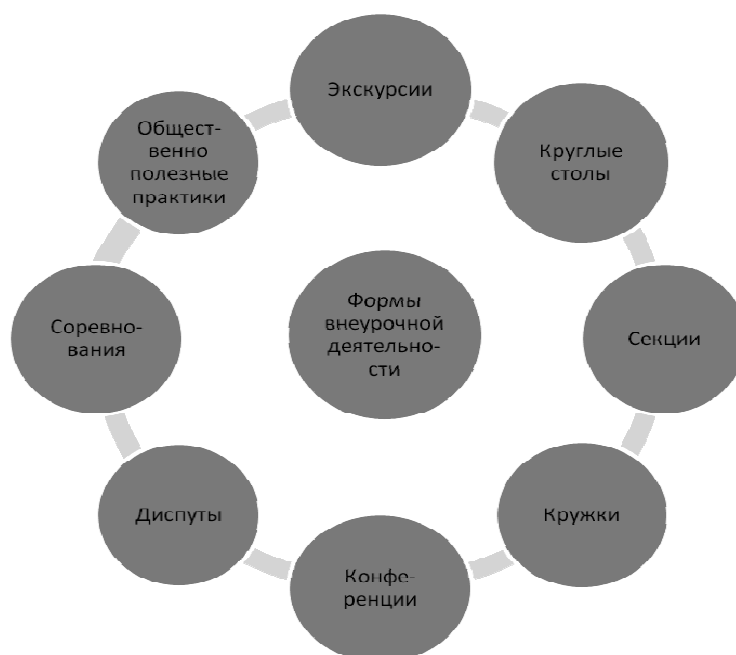 Экскурсии
Круглые
столы
Секции
Кружки
Конфе-
ренции
Диспуты
Соревно-
вания
Общест-
венно
полезные
практики
Формы
внеурочной
деятельно-
сти